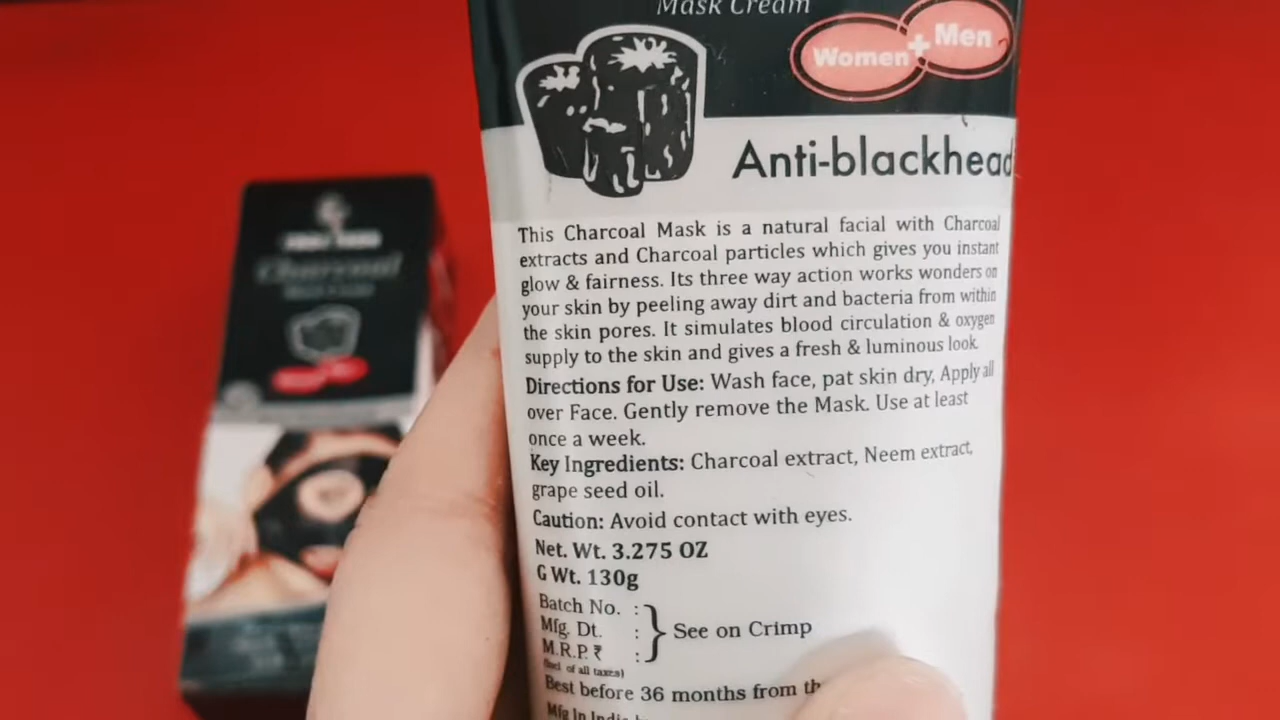 Mask Cream
Women + Men
Anti-blackhead
This Charcoal Mask is a natural facial with Charcoal
extracts and Charcoal particles which gives you instant
glow & fairness. Its three way action works wonders on
your skin by peeling away dirt and bacteria from within
the skin pores. It simulates blood circulation & oxygen
supply to the skin and gives a fresh & luminous look.
Directions for Use: Wash face, pat skin dry, Apply all
over Face. Gently remove the Mask. Use at least
once a week.
Key Ingredients: Charcoal extract, Neem extract,
grape seed oil.
Caution: Avoid contact with eyes.
Net. Wt. 3.275 OZ
G Wt. 130g
Batch No. :
Mfg. Dt. : } See on Crimp
M.R.P. ₹ :
(Incl of all taxes)
Best before 36 months from
Mfg In
Charcoal